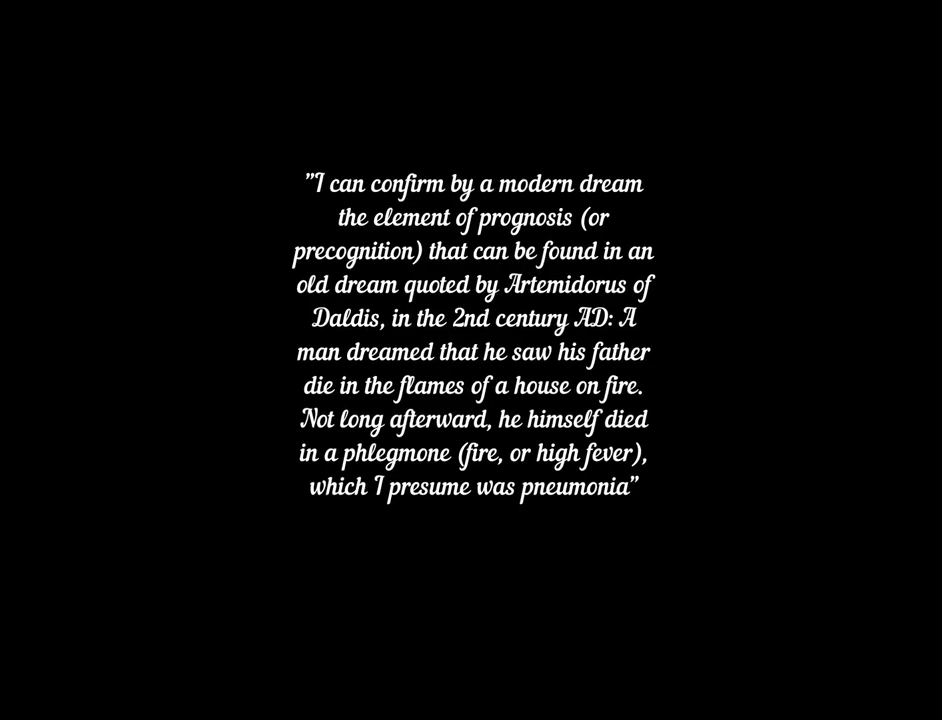 "I can confirm by a modern dream
the element of prognosis (or
precognition) that can be found in an
old dream quoted by Artemidorus of
Daldis, in the 2nd century AD: A
man dreamed that he saw his father
die in the flames of a house on fire.
Not long afterward, he himself died
in a phlegmone (fire, or high fever),
which I presume was pneumonia"